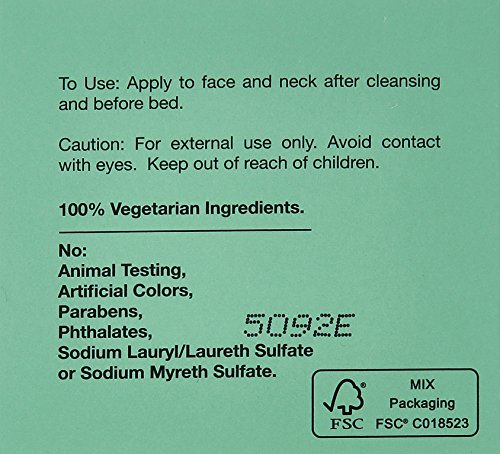 To Use: Apply to face and neck after cleansing
and before bed.
Caution: For external use only. Avoid contact
with eyes. Keep out of reach of children.
100% Vegetarian Ingredients.
No:
Animal Testing,
Artificial Colors,
Parabens,
Phthalates,
5092E
Sodium Lauryl/Laureth Sulfate
or Sodium Myreth Sulfate.
FSC
MIX
Packaging
FSC® C018523